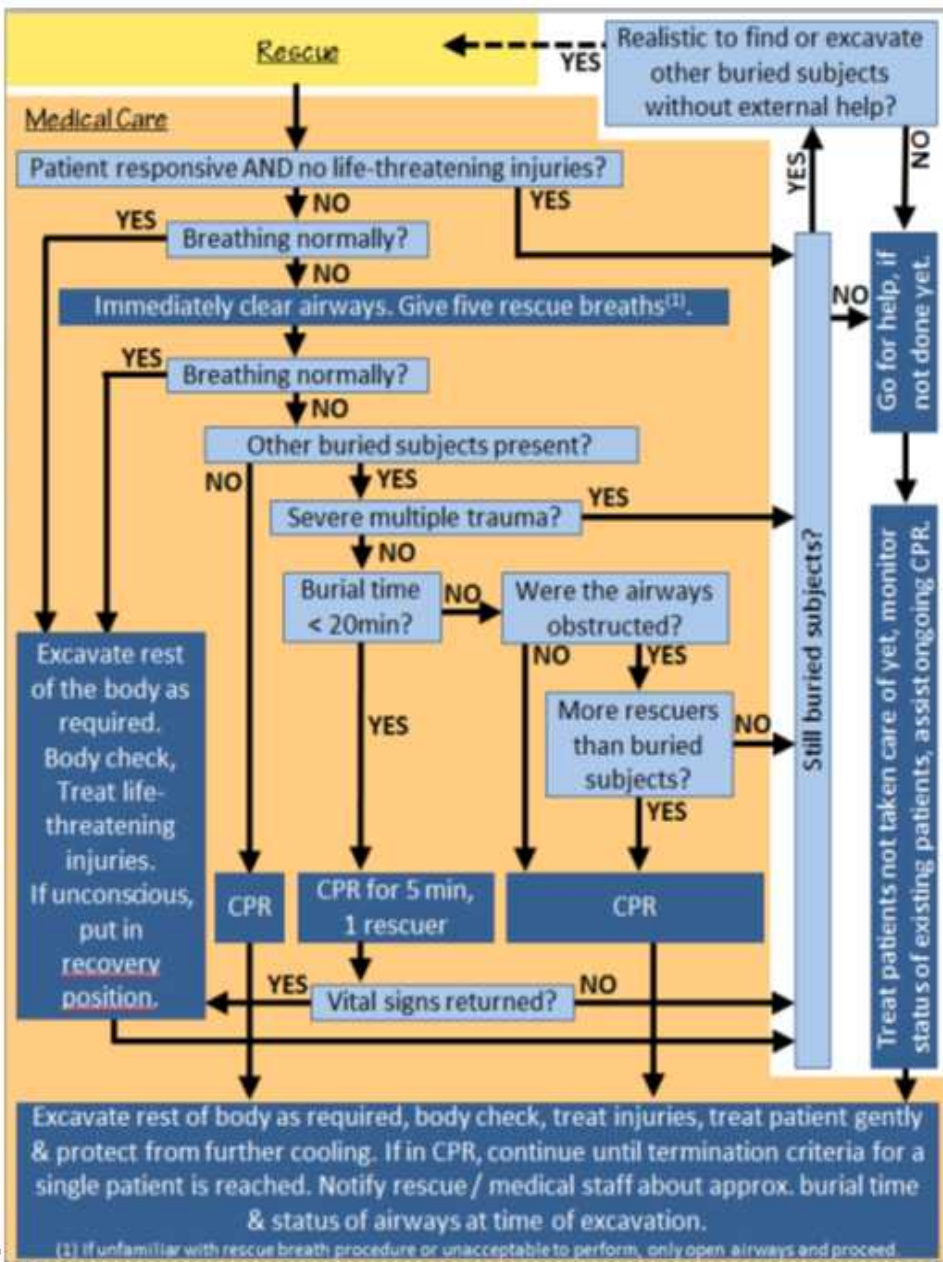 Rescue
YES
Realistic to find or excavate
other buried subjects
without external help?
Medical Care
YES
NO
Patient responsive AND no life-threatening injuries?
NO
YES
YES
Breathing normally?
NO
Immediately clear airways. Give five rescue breaths(1).
YES
Breathing normally?
NO
Other buried subjects present?
NO
YES
Severe multiple trauma?
YES
NO
Burial time
< 20min?
NO
Were the airways
obstructed?
YES
NO
YES
More rescuers
than buried
subjects?
NO
YES
Excavate rest
of the body as
required.
Body check,
Treat life-
threatening
injuries.
If unconscious,
put in
recovery
position.
CPR
CPR for 5 min,
1 rescuer
CPR
YES
Vital signs returned?
NO
Still buried subjects?
NO
Go for help, if
not done yet.
Treat patients not taken care of yet, monitor
status of existing patients, assist ongoing CPR.
Excavate rest of body as required, body check, treat injuries, treat patient gently
& protect from further cooling. If in CPR, continue until termination criteria for a
single patient is reached. Notify rescue / medical staff about approx. burial time
& status of airways at time of excavation.
(1) If unfamiliar with rescue breath procedure or unacceptable to perform, only open airways and proceed.